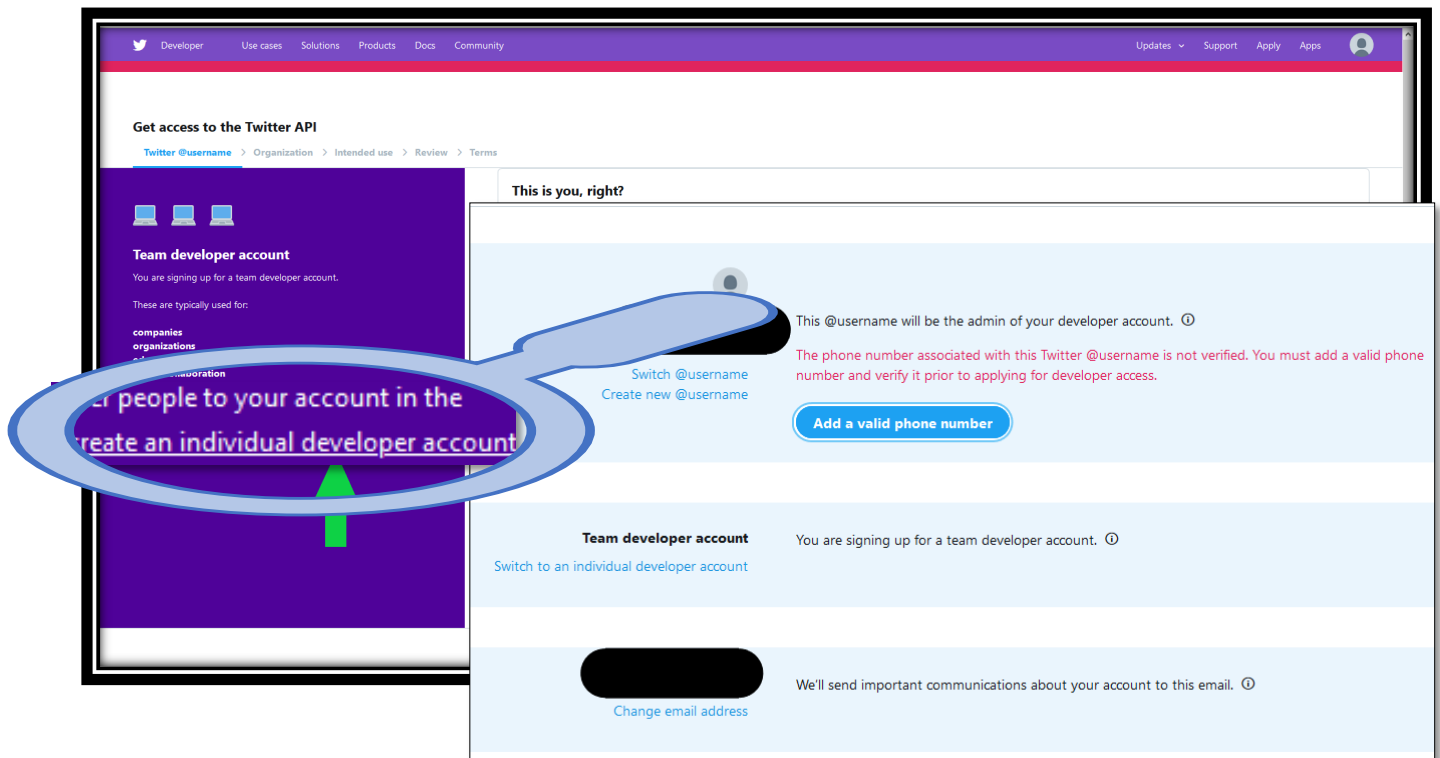 Developer Use cases Solutions Products Docs Community Updates Support Apply Apps
Get access to the Twitter API
Twitter @username > Organization > Intended use > Review > Terms
Team developer account
You are signing up for a team developer account.
These are typically used for:
companies
organizations
people to your account in the
create an individual developer account
This is you, right?
This @username will be the admin of your developer account.
The phone number associated with this Twitter @username is not verified. You must add a valid phone
number and verify it prior to applying for developer access.
Switch @username
Create new @username
Add a valid phone number
Team developer account
You are signing up for a team developer account.
Switch to an individual developer account
We'll send important communications about your account to this email.
Change email address